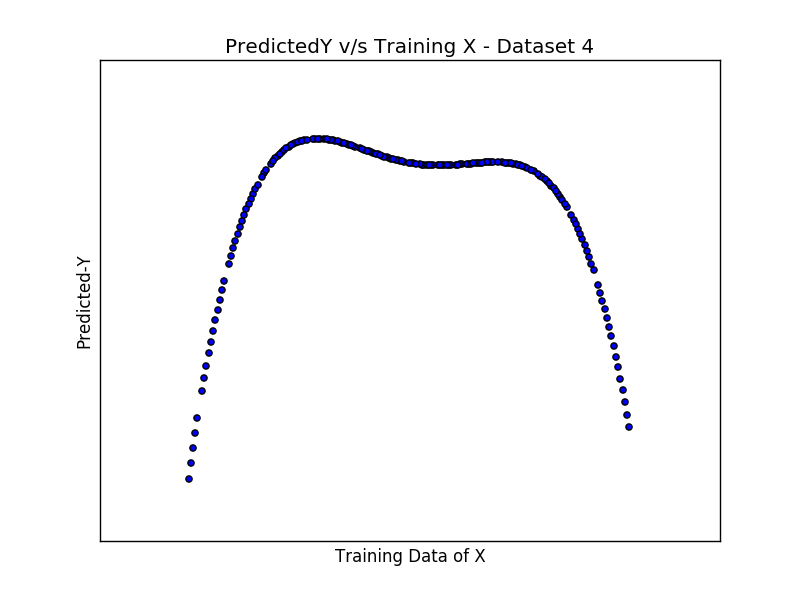 PredictedY v/s Training X - Dataset 4
Predicted-Y
Training Data of X